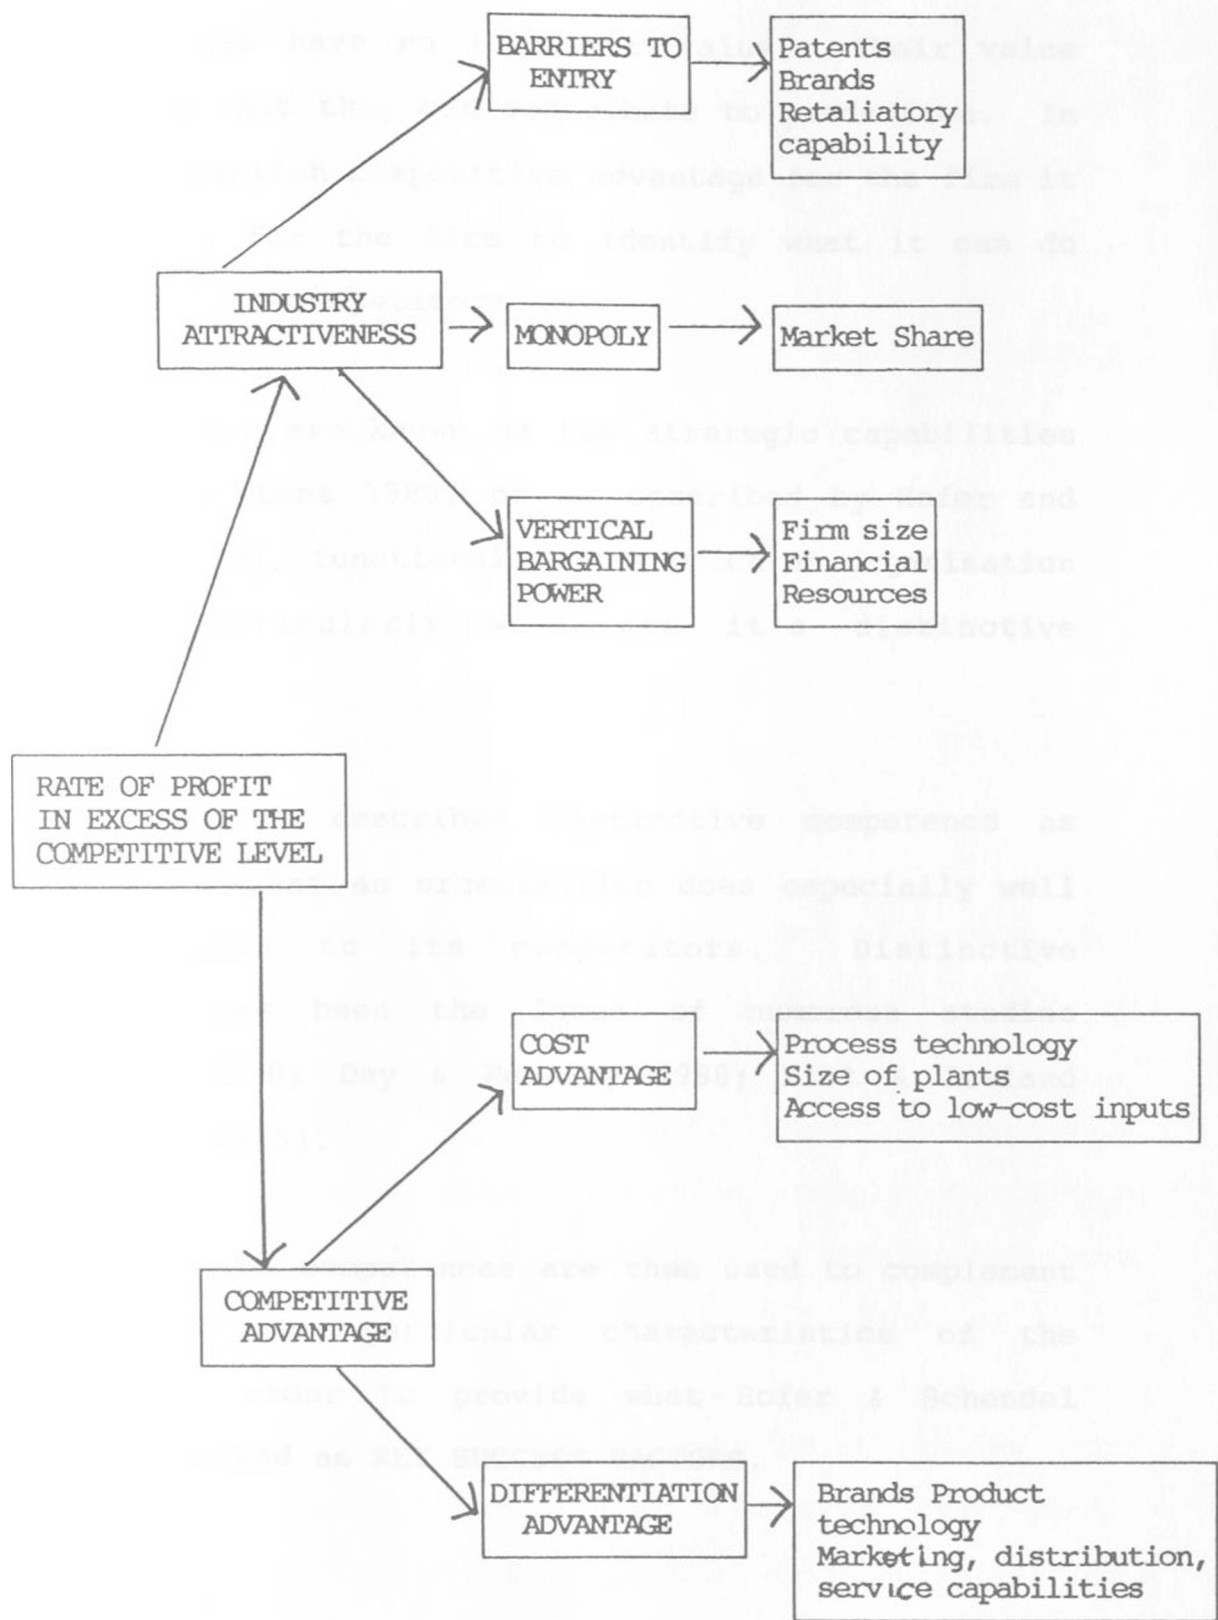 BARRIERS TO
ENTRY
Patents
Brands
Retaliatory
capability
INDUSTRY
ATTRACTIVENESS
MONOPOLY
Market Share
VERTICAL
BARGAINING
POWER
Firm size
Financial
Resources
RATE OF PROFIT
IN EXCESS OF THE
COMPETITIVE LEVEL
COST
ADVANTAGE
Process technology
Size of plants
Access to low-cost inputs
COMPETITIVE
ADVANTAGE
DIFFERENTIATION
ADVANTAGE
Brands Product
technology
Marketing, distribution,
service capabilities